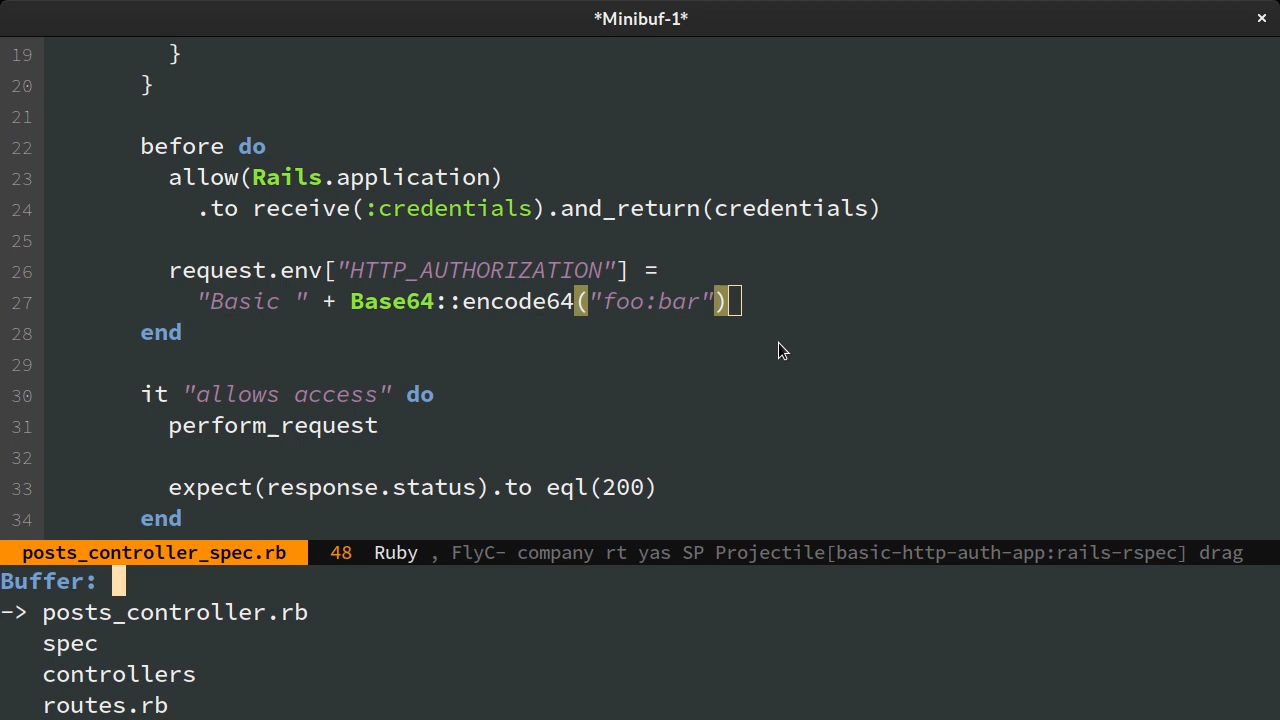 *Minibuf-1* ×
19 }
20 }
21
22 before do
23 allow(Rails.application)
24 .to receive(:credentials).and_return(credentials)
25
26 request.env["HTTP_AUTHORIZATION"] =
27 "Basic " + Base64::encode64("foo:bar")
28 end
29
30 it "allows access" do
31 perform_request
32
33 expect(response.status).to eql(200)
34 end
posts_controller_spec.rb 48 Ruby , FlyC- company rt yas SP Projectile[basic-http-auth-app:rails-rspec] drag
Buffer:
-> posts_controller.rb
spec
controllers
routes.rb